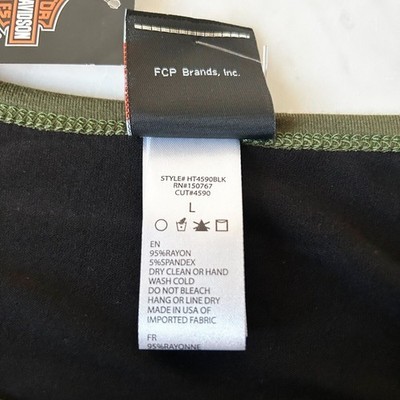 DAVIDSON
FCP Brands, Inc.
STYLE# HT4590BLK
RN#150767
CUT#4590
L
EN
95%RAYON
5%SPANDEX
DRY CLEAN OR HAND
WASH COLD
DO NOT BLEACH
HANG OR LINE DRY
MADE IN USA OF
IMPORTED FABRIC
FR
95%RAYONNE